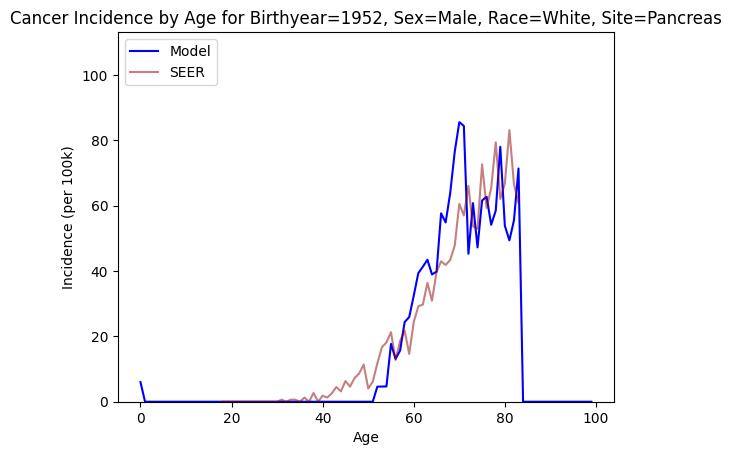 Cancer Incidence by Age for Birthyear=1952, Sex=Male, Race=White, Site=Pancreas
Model
SEER
100
80
60
40
20
0
Incidence (per 100k)
0 20 40 60 80 100
Age